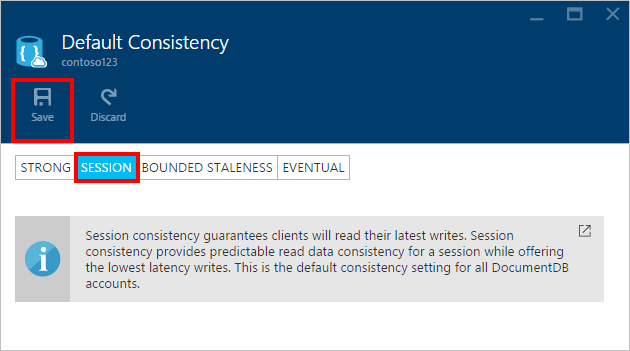 Default Consistency
contoso123
Save Discard
STRONG SESSION BOUNDED STALENESS EVENTUAL
Session consistency guarantees clients will read their latest writes. Session
consistency provides predictable read data consistency for a session while offering
the lowest latency writes. This is the default consistency setting for all DocumentDB
accounts.